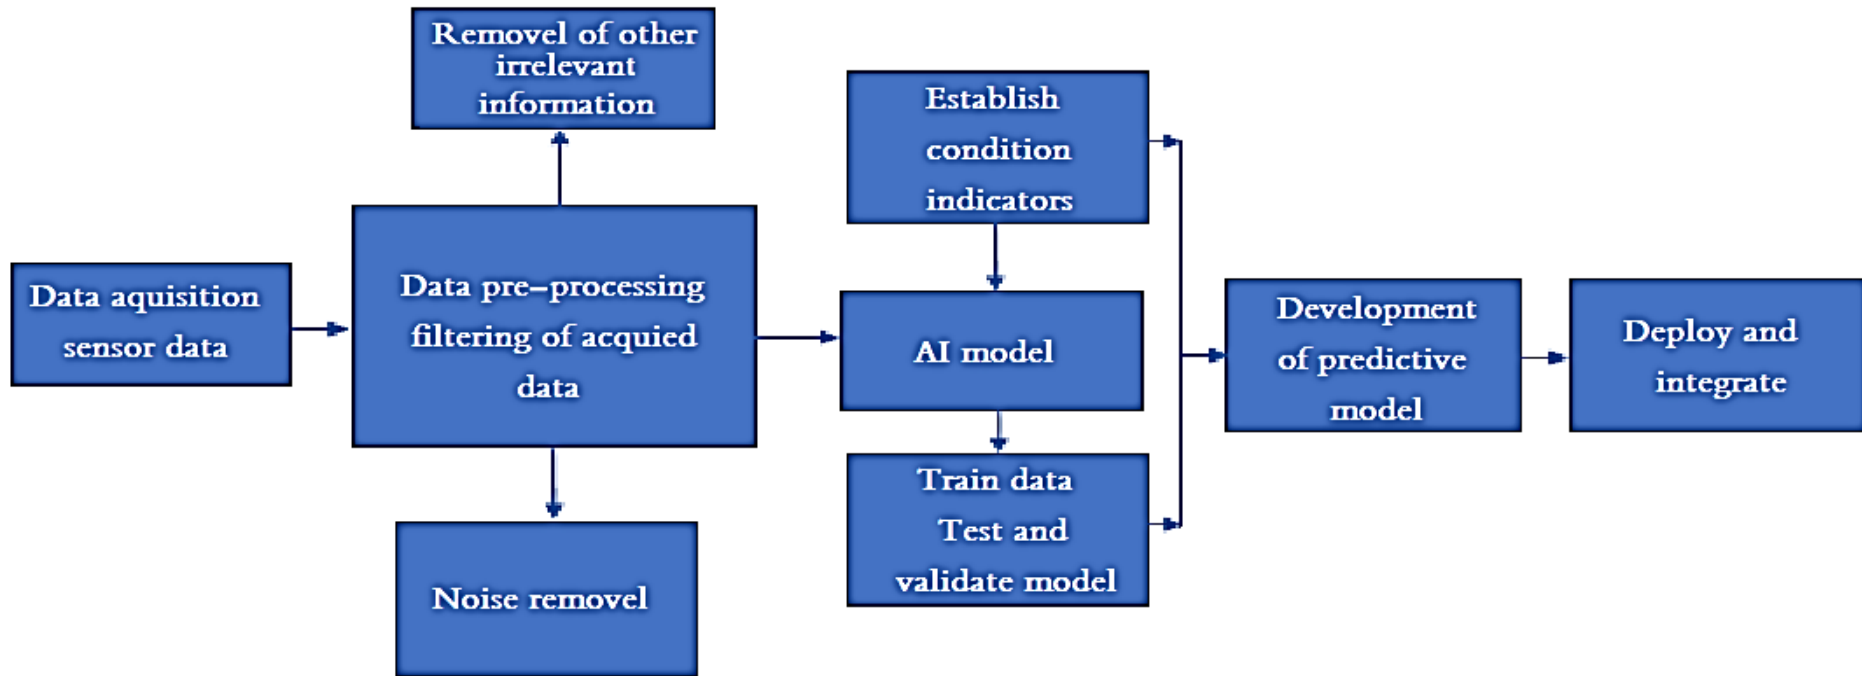 Removel of other
irrelevant
information
Data aquisition
sensor data
Data pre-processing
filtering of acquied
data
Noise removel
Establish
condition
indicators
AI model
Train data
Test and
validate model
Development
of predictive
model
Deploy and
integrate